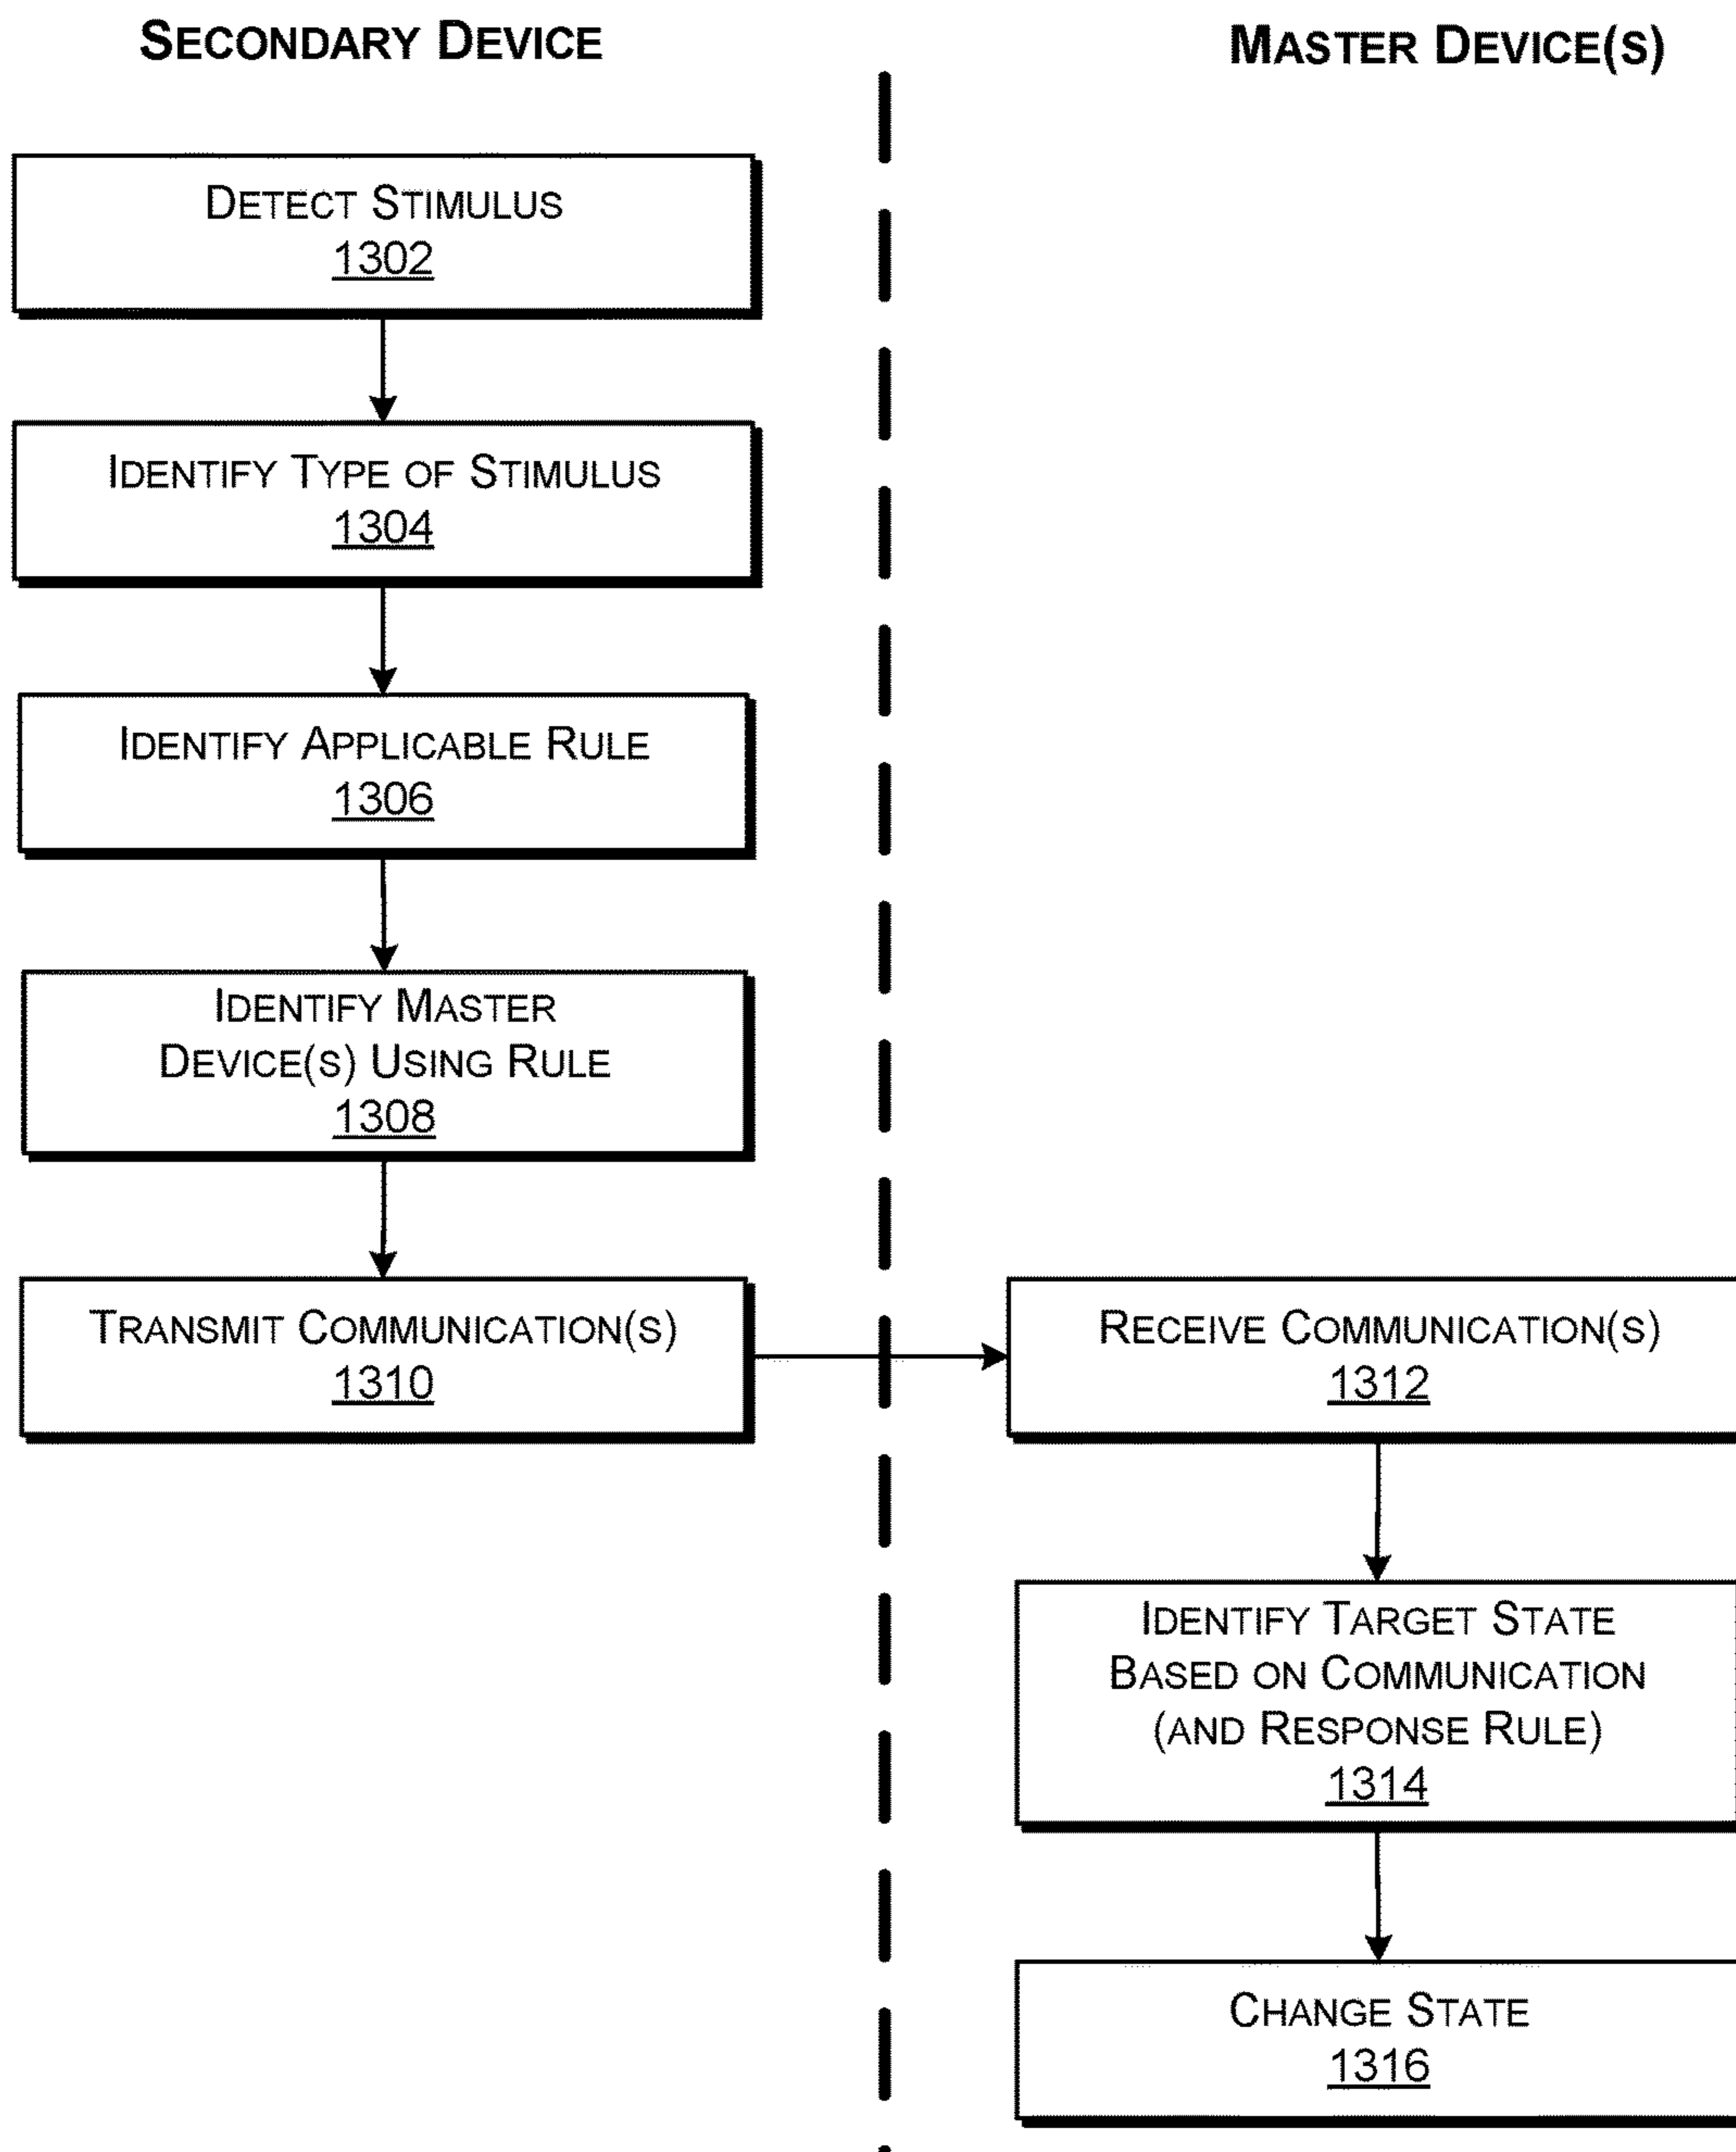 SECONDARY DEVICE
MASTER DEVICE(S)
DETECT STIMULUS
1302
IDENTIFY TYPE OF STIMULUS
1304
IDENTIFY APPLICABLE RULE
1306
IDENTIFY MASTER
DEVICE(S) USING RULE
1308
TRANSMIT COMMUNICATION(S)
1310
RECEIVE COMMUNICATION(S)
1312
IDENTIFY TARGET STATE
BASED ON COMMUNICATION
(AND RESPONSE RULE)
1314
CHANGE STATE
1316